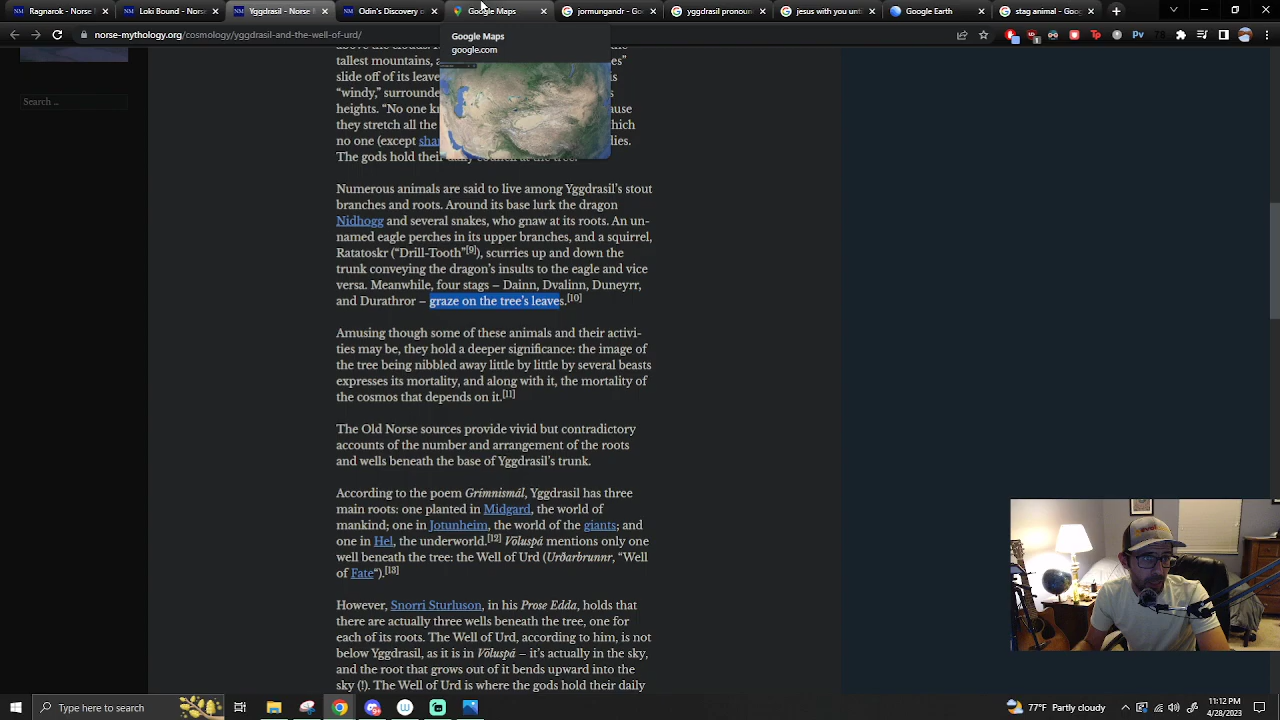 Ragnarok - Norse
Loki Bound - Norse
Yggdrasil - Norse
Odin's Discovery
Google Maps
google.com - Go
yggdrasil promon
jesus with you unt
Google Earth
stag animal - Goo
norse-mythology.org/cosmology/yggdrasil-and-the-well-of-urd/
78
Google Maps
google.com
Search …
tallest mountains, a
slide off of its leave
"windy," surrounde
heights. "No one kn
ause
they stretch all the
hich
no one (except sha
lies.
The gods hold their daily council at the tree.
Numerous animals are said to live among Yggdrasil's stout
branches and roots. Around its base lurk the dragon
Nidhogg and several snakes, who gnaw at its roots. An un-
named eagle perches in its upper branches, and a squirrel,
Ratatoskr ("Drill-Tooth"[9]), scurries up and down the
trunk conveying the dragon's insults to the eagle and vice
versa. Meanwhile, four stags – Dainn, Dvalinn, Duneyrr,
and Durathror – graze on the tree's leaves.[10]
Amusing though some of these animals and their activi-
ties may be, they hold a deeper significance: the image of
the tree being nibbled away little by little by several beasts
expresses its mortality, and along with it, the mortality of
the cosmos that depends on it.[11]
The Old Norse sources provide vivid but contradictory
accounts of the number and arrangement of the roots
and wells beneath the base of Yggdrasil's trunk.
According to the poem Grímnismál, Yggdrasil has three
main roots: one planted in Midgard, the world of
mankind; one in Jotunheim, the world of the giants; and
one in Hel, the underworld.[12] Völuspá mentions only one
well beneath the tree: the Well of Urd (Urðarbrunnr, "Well
of Fate").[13]
However, Snorri Sturluson, in his Prose Edda, holds that
there are actually three wells beneath the tree, one for
each of its roots. The Well of Urd, according to him, is not
below Yggdrasil, as it is in Völuspá – it's actually in the sky,
and the root that grows out of it bends upward into the
sky (!). The Well of Urd is where the gods hold their daily
Type here to search
77°F Partly cloudy
11:12 PM
4/28/2023